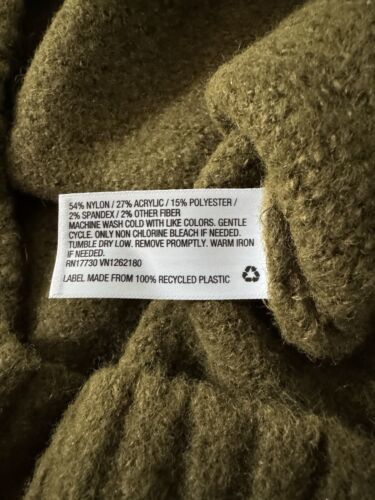 54% NYLON / 27% ACRYLIC / 15% POLYESTER /
2% SPANDEX / 2% OTHER FIBER
MACHINE WASH COLD WITH LIKE COLORS. GENTLE
CYCLE. ONLY NON CHLORINE BLEACH IF NEEDED.
TUMBLE DRY LOW. REMOVE PROMPTLY. WARM IRON
IF NEEDED.
RN17730 VN1262180
LABEL MADE FROM 100% RECYCLED PLASTIC